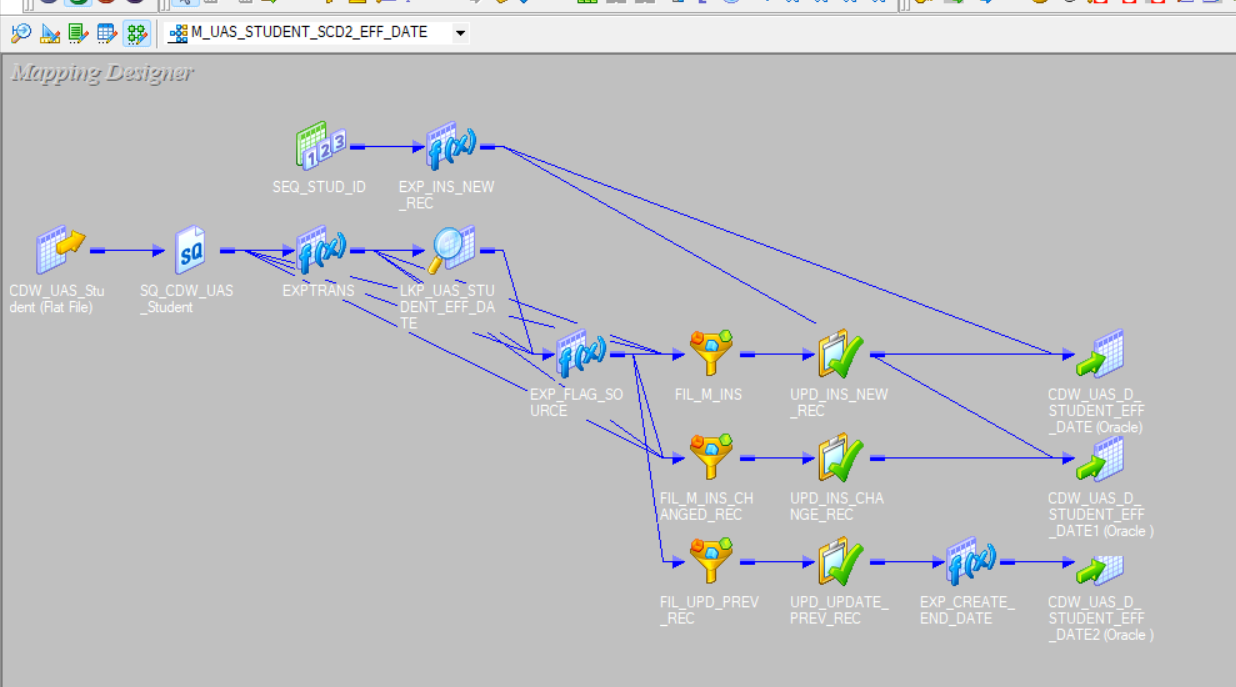 M_UAS_STUDENT_SCD2_EFF_DATE
Mapping Designer
SEQ_STUD_ID
EXP_INS_NEW
_REC
CDW_UAS_Stu
dent (Flat File)
SQ_CDW_UAS
_Student
EXPTRANS
LKP_UAS_STU
DENT_EFF_DA
TE
EXP_FLAG_SO
URCE
FIL_M_INS
UPD_INS_NEW
_REC
CDW_UAS_D_
STUDENT_EFF
_DATE (Oracle)
FIL_M_INS_CH
ANGED_REC
UPD_INS_CHA
NGE_REC
CDW_UAS_D_
STUDENT_EFF
_DATE1 (Oracle )
FIL_UPD_PREV
_REC
UPD_UPDATE_
PREV_REC
EXP_CREATE_
END_DATE
CDW_UAS_D_
STUDENT_EFF
_DATE2 (Oracle )